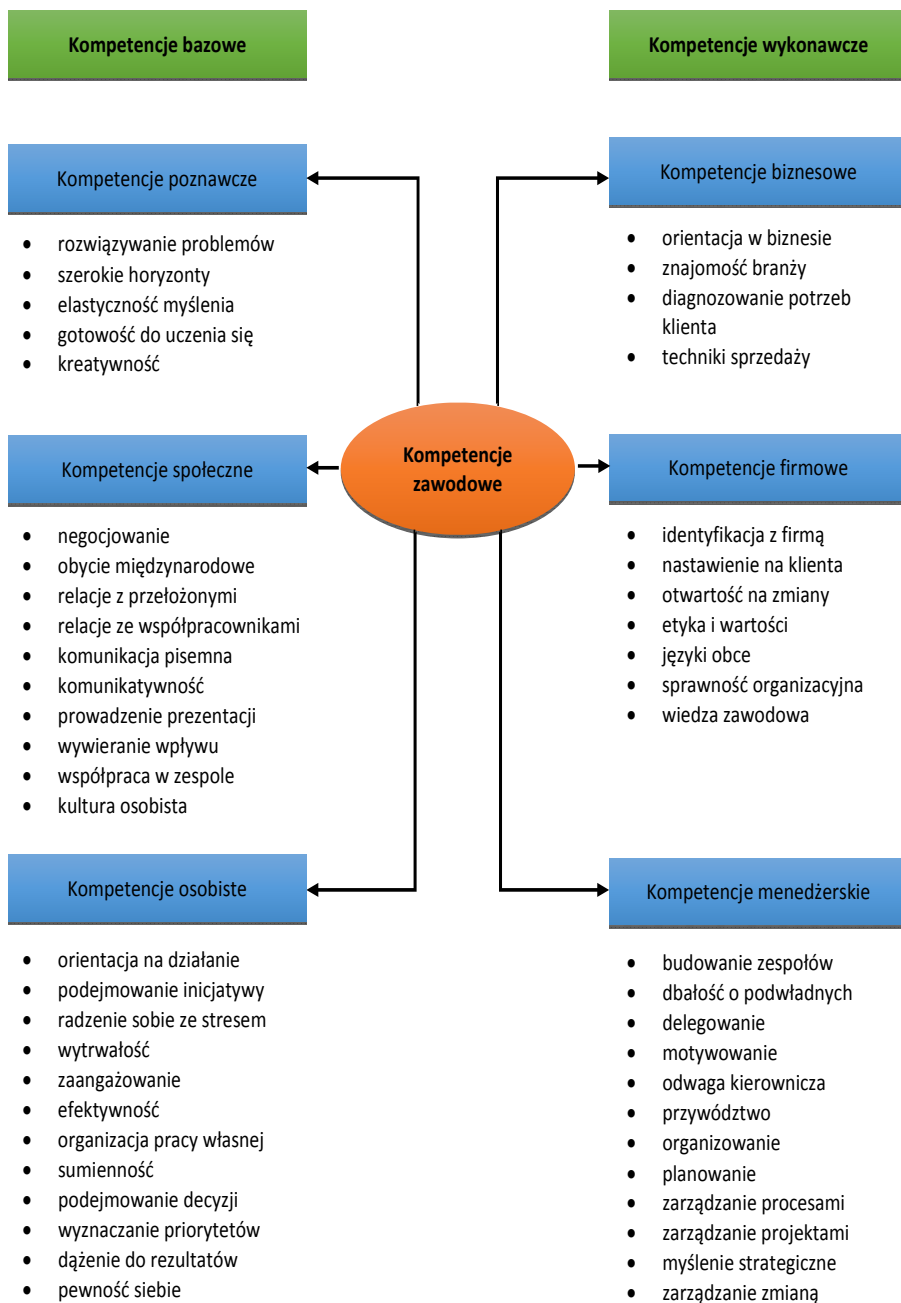 Kompetencje bazowe
Kompetencje wykonawcze
Kompetencje poznawcze
• rozwiązywanie problemów
• szerokie horyzonty
• elastyczność myślenia
• gotowość do uczenia się
• kreatywność
Kompetencje biznesowe
• orientacja w biznesie
• znajomość branży
• diagnozowanie potrzeb
klienta
• techniki sprzedaży
Kompetencje
zawodowe
Kompetencje społeczne
• negocjowanie
• obycie międzynarodowe
• relacje z przełożonymi
• relacje ze współpracownikami
• komunikacja pisemna
• komunikatywność
• prowadzenie prezentacji
• wywieranie wpływu
• współpraca w zespole
• kultura osobista
Kompetencje firmowe
• identyfikacja z firmą
• nastawienie na klienta
• otwartość na zmiany
• etyka i wartości
• języki obce
• sprawność organizacyjna
• wiedza zawodowa
Kompetencje osobiste
• orientacja na działanie
• podejmowanie inicjatywy
• radzenie sobie ze stresem
• wytrwałość
• zaangażowanie
• efektywność
• organizacja pracy własnej
• sumienność
• podejmowanie decyzji
• wyznaczanie priorytetów
• dążenie do rezultatów
• pewność siebie
Kompetencje menedżerskie
• budowanie zespołów
• dbałość o podwładnych
• delegowanie
• motywowanie
• odwaga kierownicza
• przywództwo
• organizowanie
• planowanie
• zarządzanie procesami
• zarządzanie projektami
• myślenie strategiczne
• zarządzanie zmianą